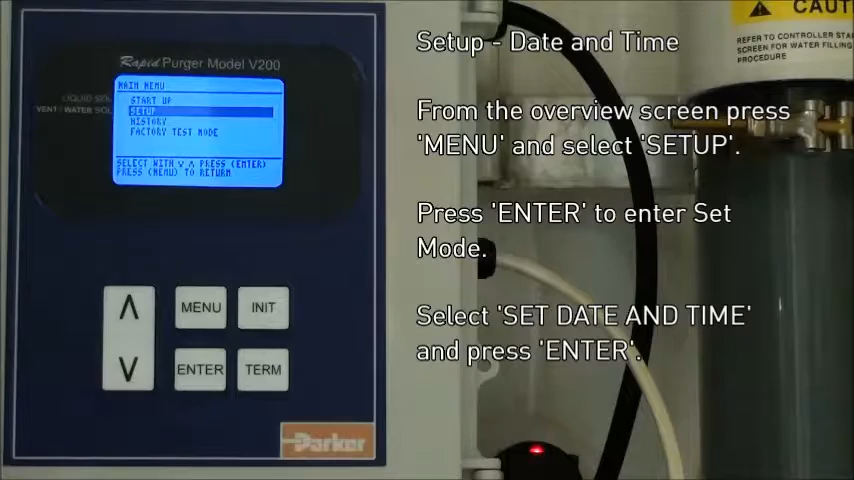 Rapid Purger Model V200
MAIN MENU
START UP
SETUP
HISTORY
FACTORY TEST MODE
SELECT WITH ∨ ∧ PRESS (ENTER)
PRESS (MENU) TO RETURN
∧
∨
MENU
INIT
ENTER
TERM
Parker
Setup - Date and Time
From the overview screen press
'MENU' and select 'SETUP'.
Press 'ENTER' to enter Set
Mode.
Select 'SET DATE AND TIME'
and press 'ENTER'.
REFER TO CONTROLLER
SCREEN FOR WATER FILLING
PROCEDURE